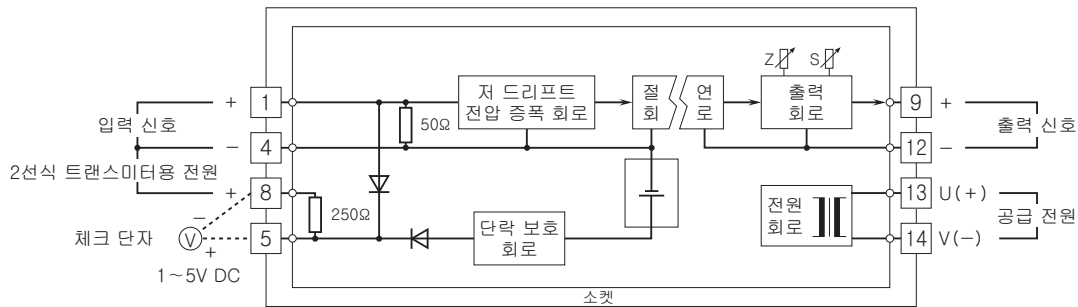 Z S
+ 1 저 드리프트 절 연 출력 9 +
입력 신호 50Ω 전압 증폭 회로 회 로 회로 출력 신호
− 4 12 −
2선식 트랜스미터용 전원
+ 8 13 U(+)
− 250Ω 전원 공급 전원
체크 단자 V 5 단락 보호 회로 14 V(−)
+ 회로
1~5V DC
소켓